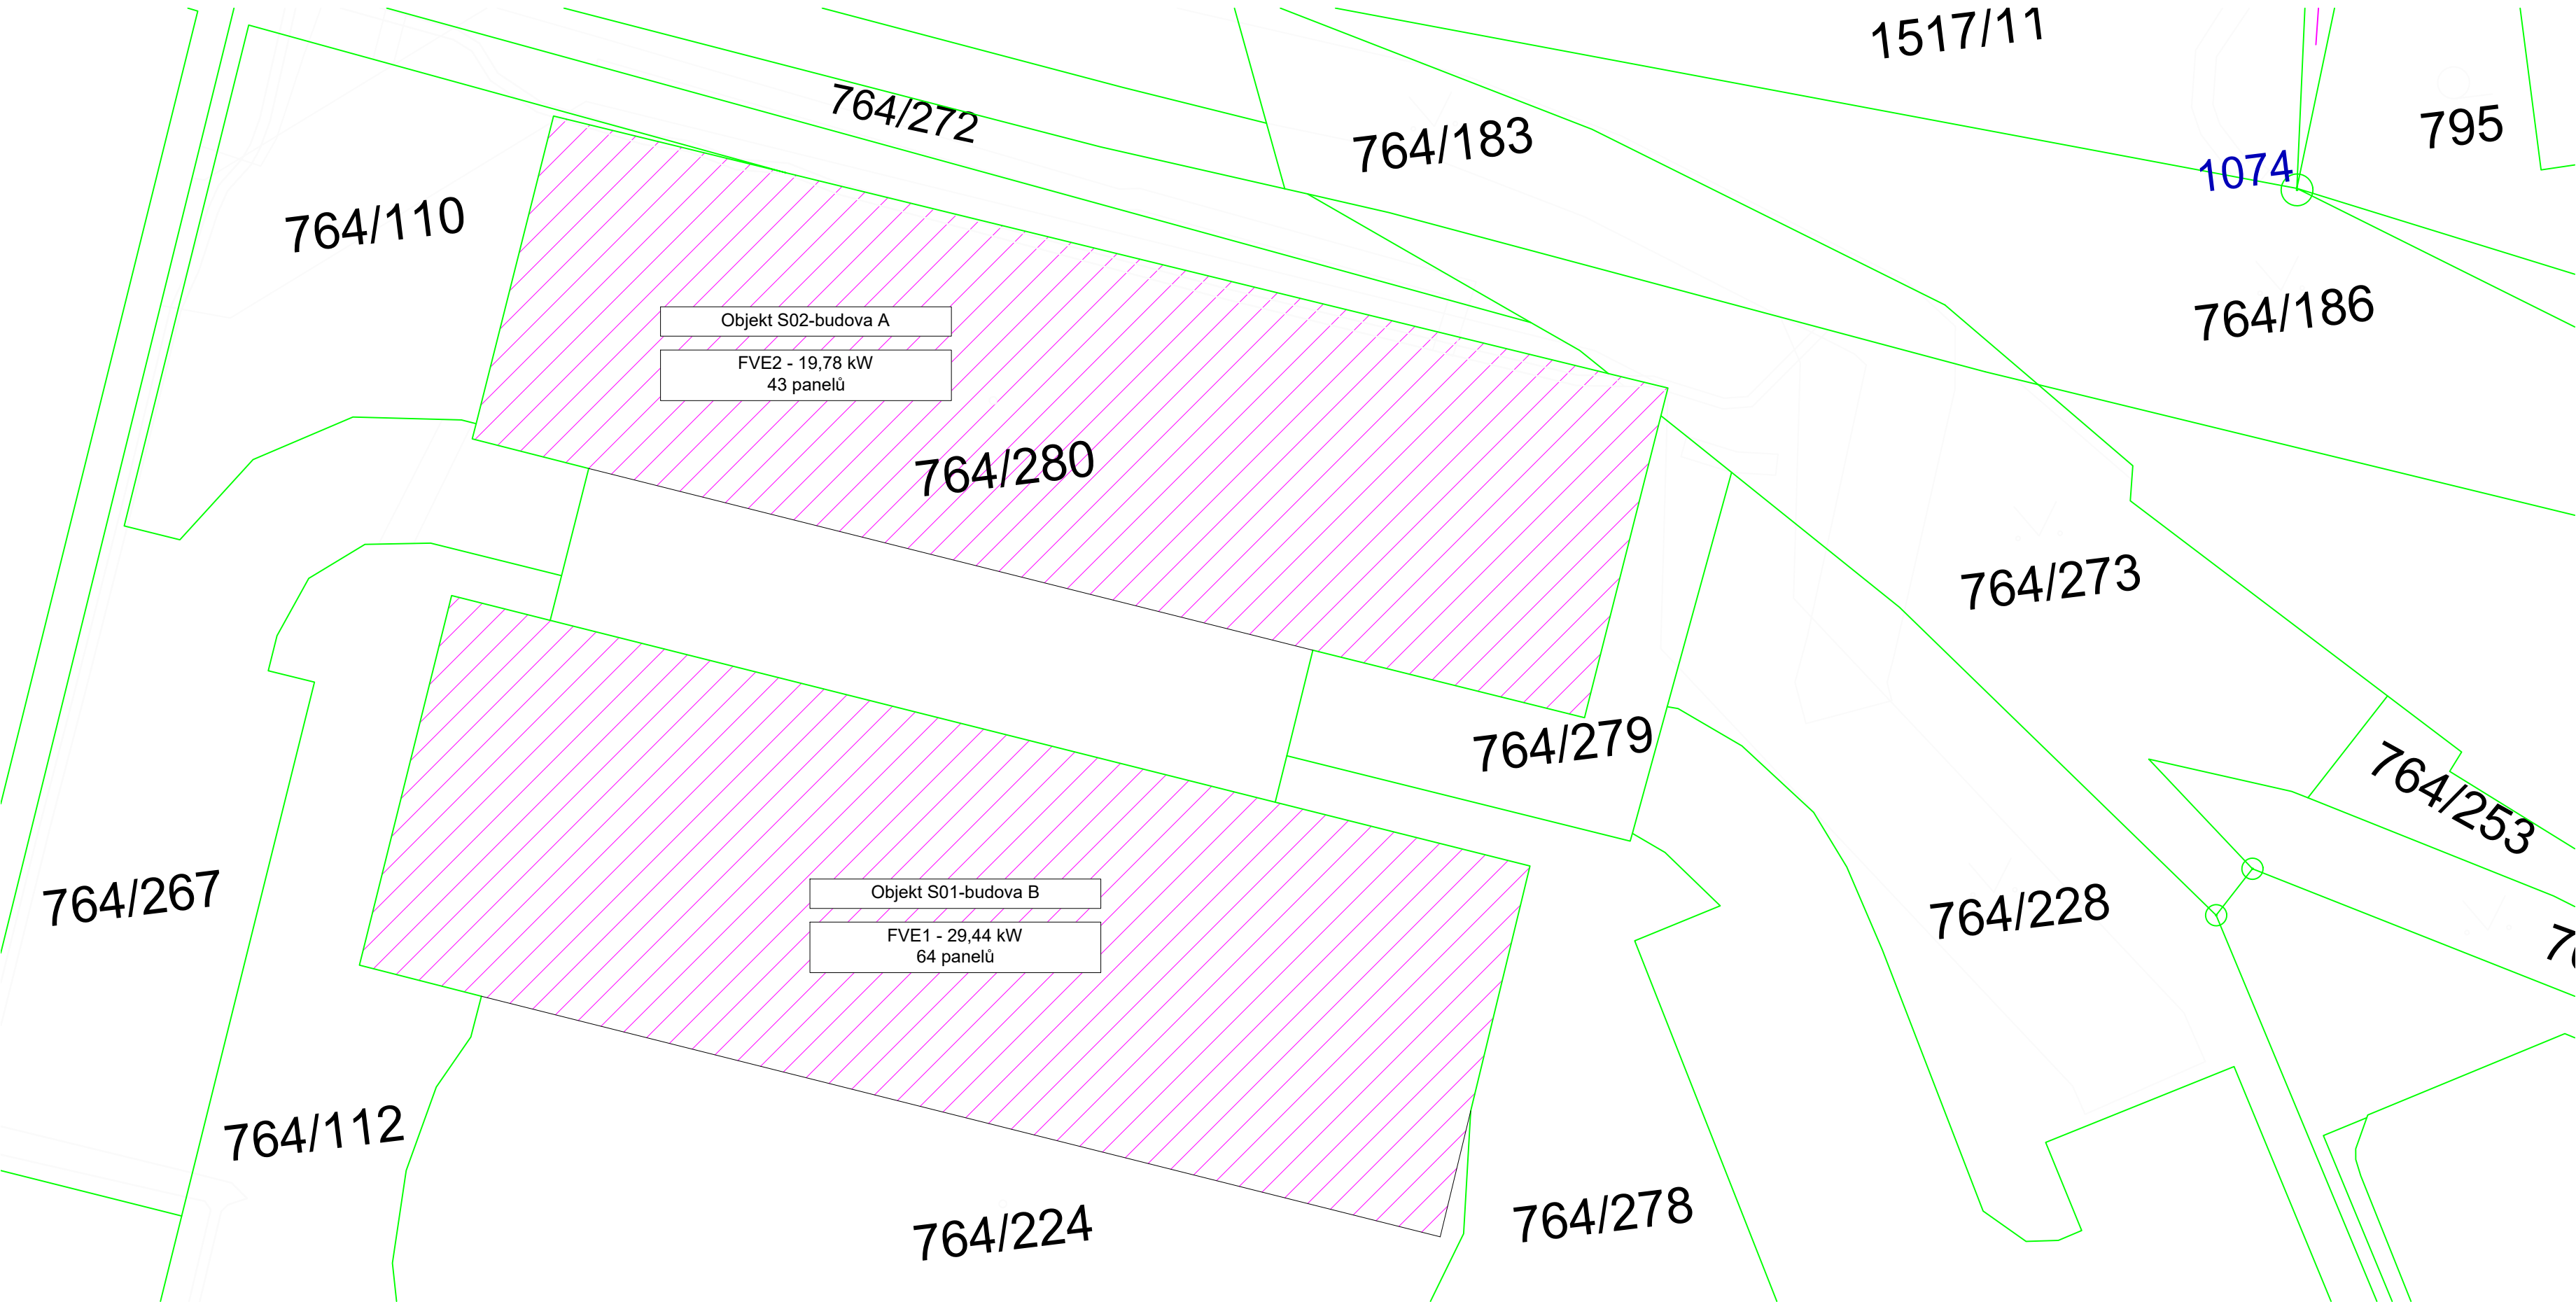 1517/11
764/272
795
764/183
1074
764/110
764/186
Objekt S02-budova A
FVE2 - 19,78 kW
43 panelů
764/280
764/273
764/279
764/253
764/267
Objekt S01-budova B
FVE1 - 29,44 kW
64 panelů
764/228
764/112
764/224
764/278